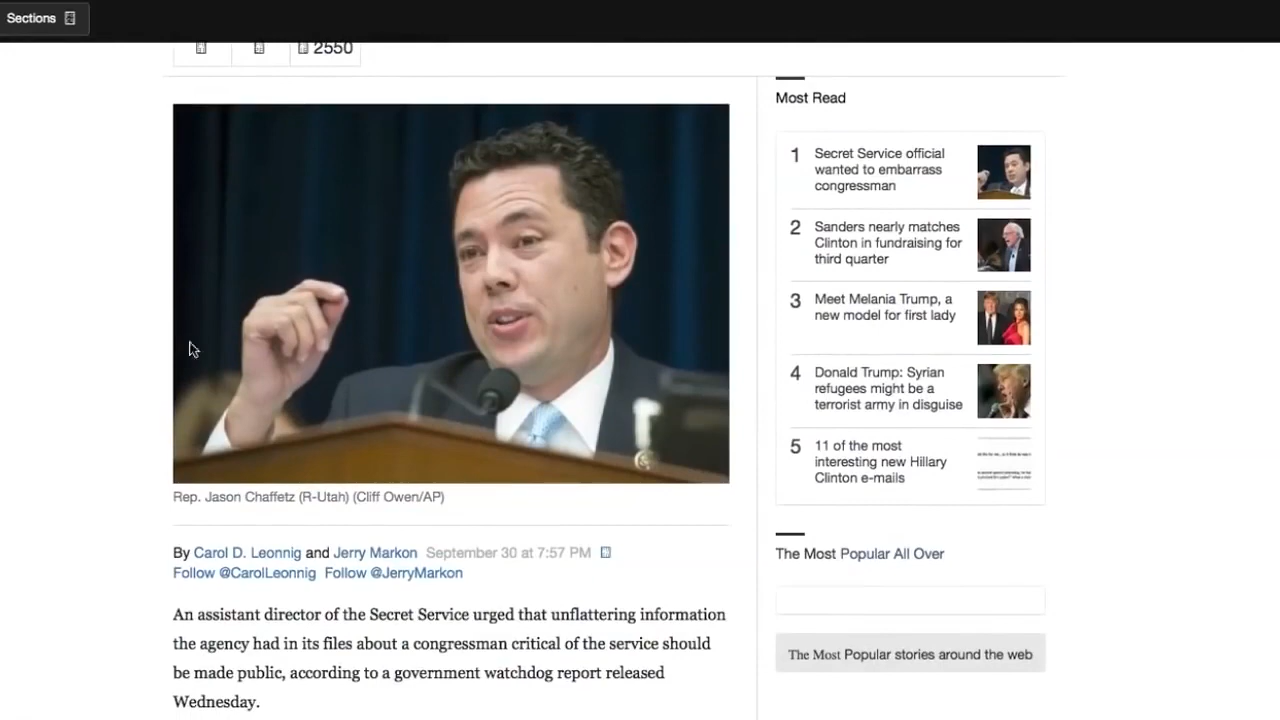 Sections
2550
Most Read
1
Secret Service official
wanted to embarrass
congressman
2
Sanders nearly matches
Clinton in fundraising for
third quarter
3
Meet Melania Trump, a
new model for first lady
4
Donald Trump: Syrian
refugees might be a
terrorist army in disguise
5
11 of the most
interesting new Hillary
Clinton e-mails
Rep. Jason Chaffetz (R-Utah) (Cliff Owen/AP)
By Carol D. Leonnig and Jerry Markon September 30 at 7:57 PM
Follow @CarolLeonnig Follow @JerryMarkon
An assistant director of the Secret Service urged that unflattering information
the agency had in its files about a congressman critical of the service should
be made public, according to a government watchdog report released
Wednesday.
The Most Popular All Over
The Most Popular stories around the web